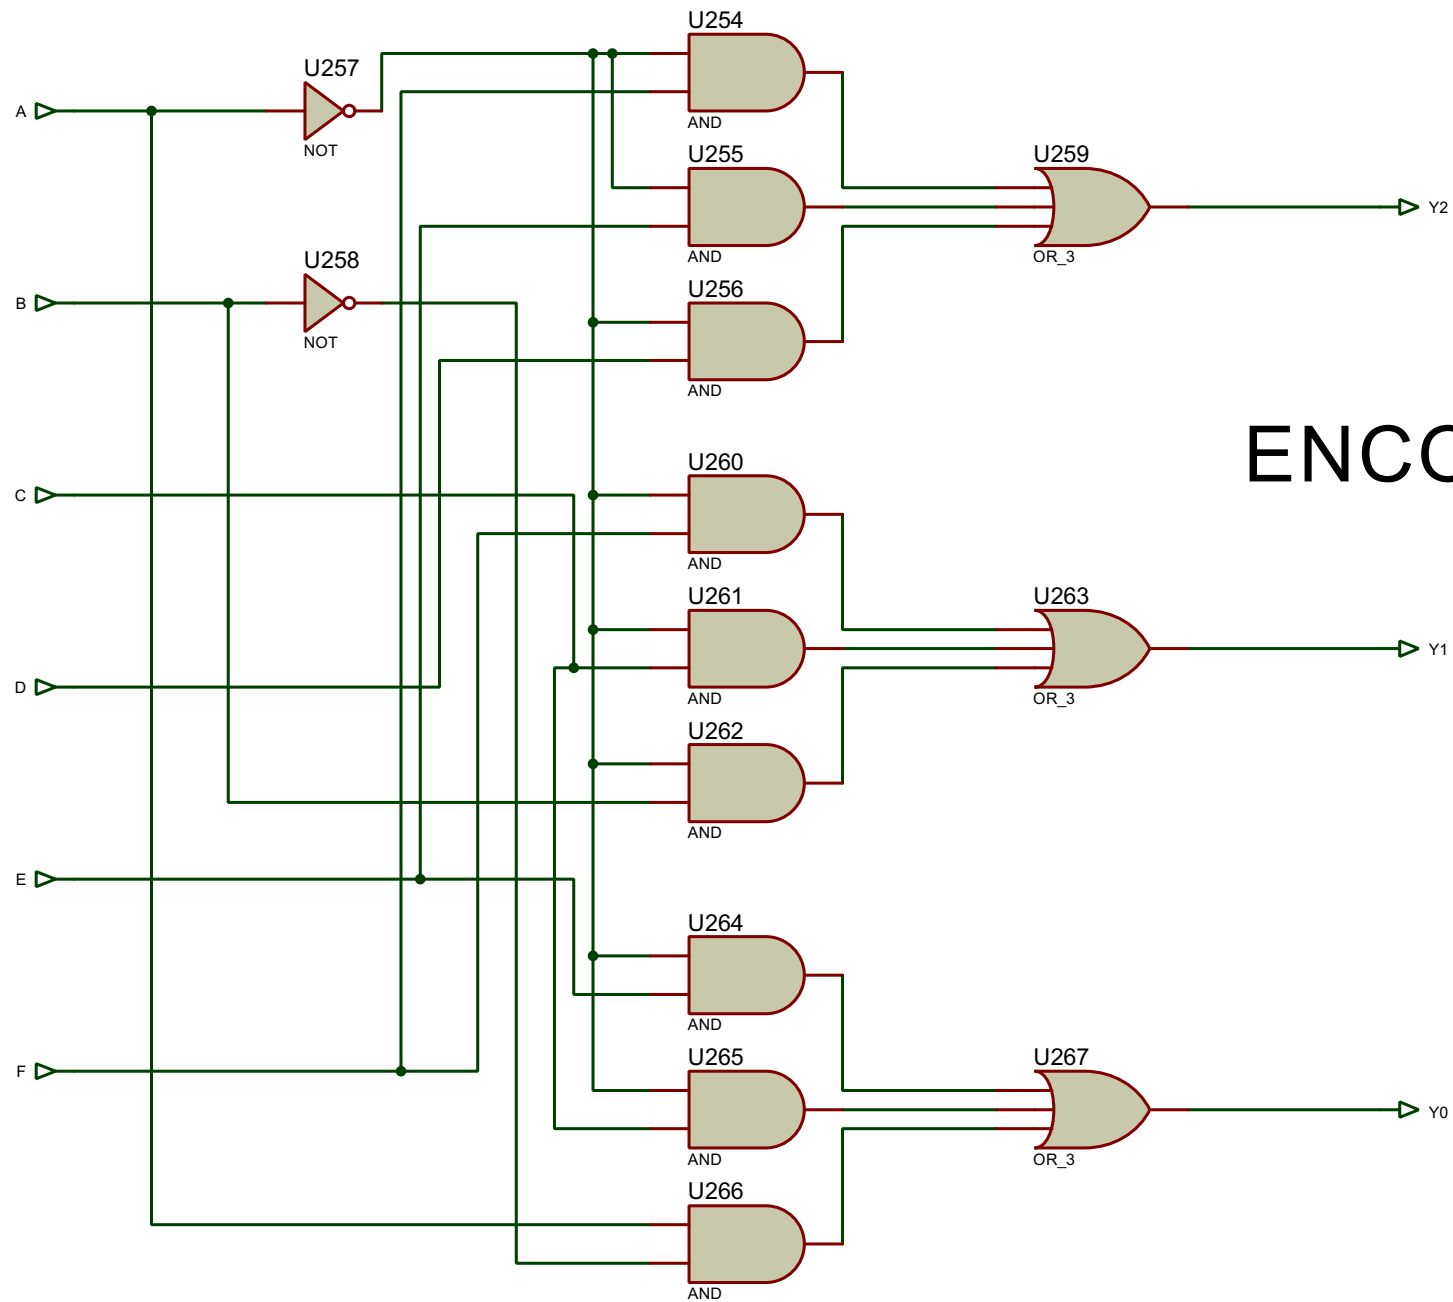 U254
U257
A
NOT
AND
U255
U259
Y2
AND
OR_3
U258
B
NOT
U256
AND
ENCO
U260
C
AND
U261
U263
Y1
D
AND
OR_3
U262
AND
E
U264
AND
U265
U267
F
Y0
AND
OR_3
U266
AND